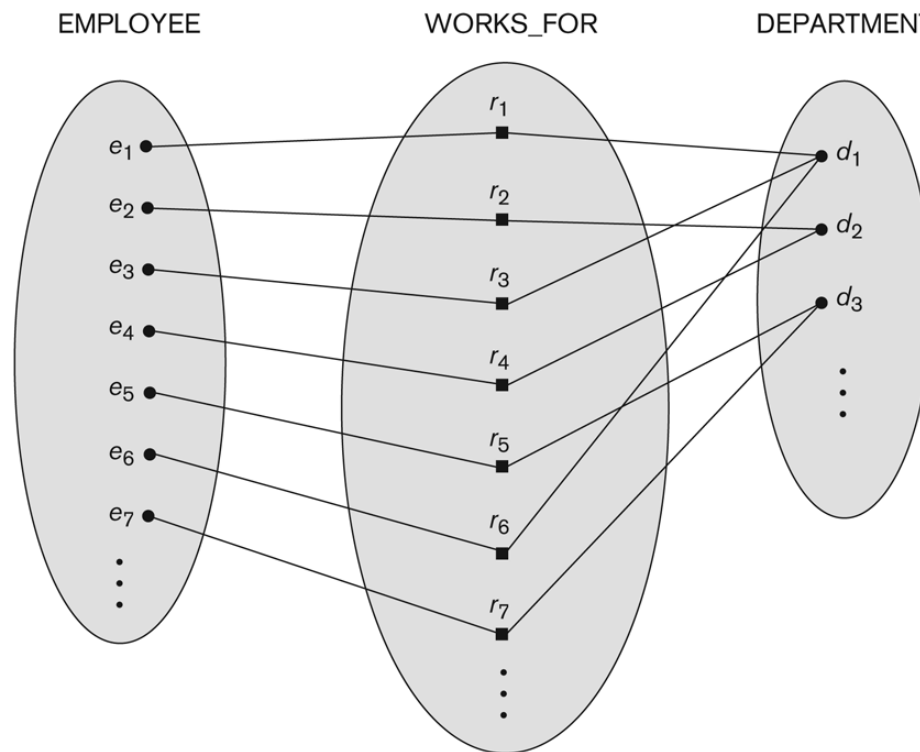 EMPLOYEE WORKS_FOR DEPARTMENT
e1
e2
e3
e4
e5
e6
e7
r1
r2
r3
r4
r5
r6
r7
d1
d2
d3